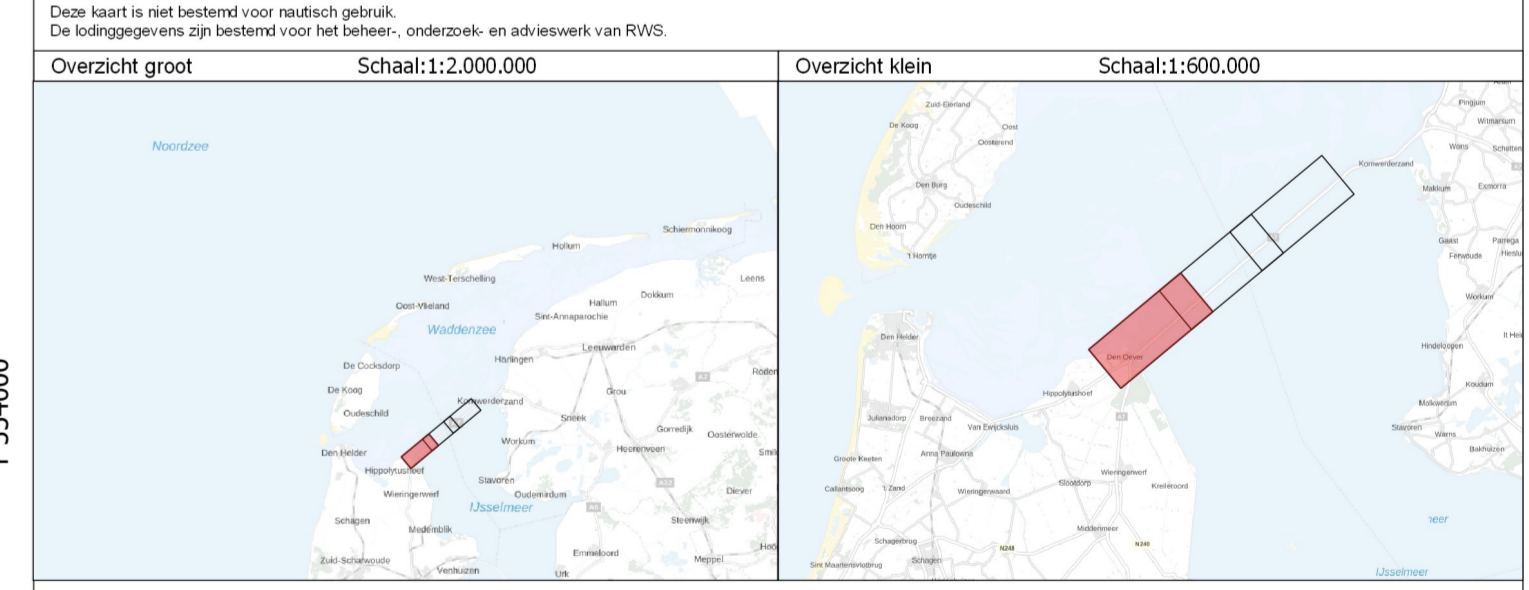 Deze kaart is niet bestemd voor nautisch gebruik.
De lodinggegevens zijn bestemd voor het beheer-, onderzoek- en advieswerk van RWS.
Overzicht groot
Schaal:1:2.000.000
Noordzee
Schiermonnikoog
Hollum
West-Terschelling
Leens
Dokkum
Oost-Vlieland
Hallum
Sint-Annaparochie
Waddenzee
Leeuwarden
Harlingen
De Cocksdorp
A7
De Koog
Grou
Kornwerderzand
Oudeschild
Sneek
Gorredijk
Oosterwolde
Workum
Den Helder
Heerenveen
Hippolytushoef
Stavoren
A32
Wieringerwerf
Oudemirdum
Diever
IJsselmeer
A6
Schagen
Steenwijk
Medemblik
Emmeloord
Meppel
Zuid-Scharwoude
Venhuizen
Urk
Overzicht klein
Schaal:1:600.000
Zuid-Eierland
Pingjum
De Koog
Oost
Witmarsum
Oosterend
Wons
Kornwerderzand
Den Burg
Makkum
Exmorra
Oudeschild
Den Hoorn
Gaast
Parrega
't Horntje
Ferwoude
Workum
Den Helder
Hindeloopen
Den Oever
Koudum
Hippolytushoef
Molkwerum
Julianadorp
Breezand
A7
Van Ewijcksluis
Stavoren
Warns
Bakhuizen
Anna Paulowna
Groote Keeten
Wieringerwerf
Slootdorp
Kreileroord
Callantsoog
't Zand
Wieringerwaard
Middenmeer
Schagerbrug
N248
N240
Schagen
Sint Maartensvlotbrug
IJsselmeer